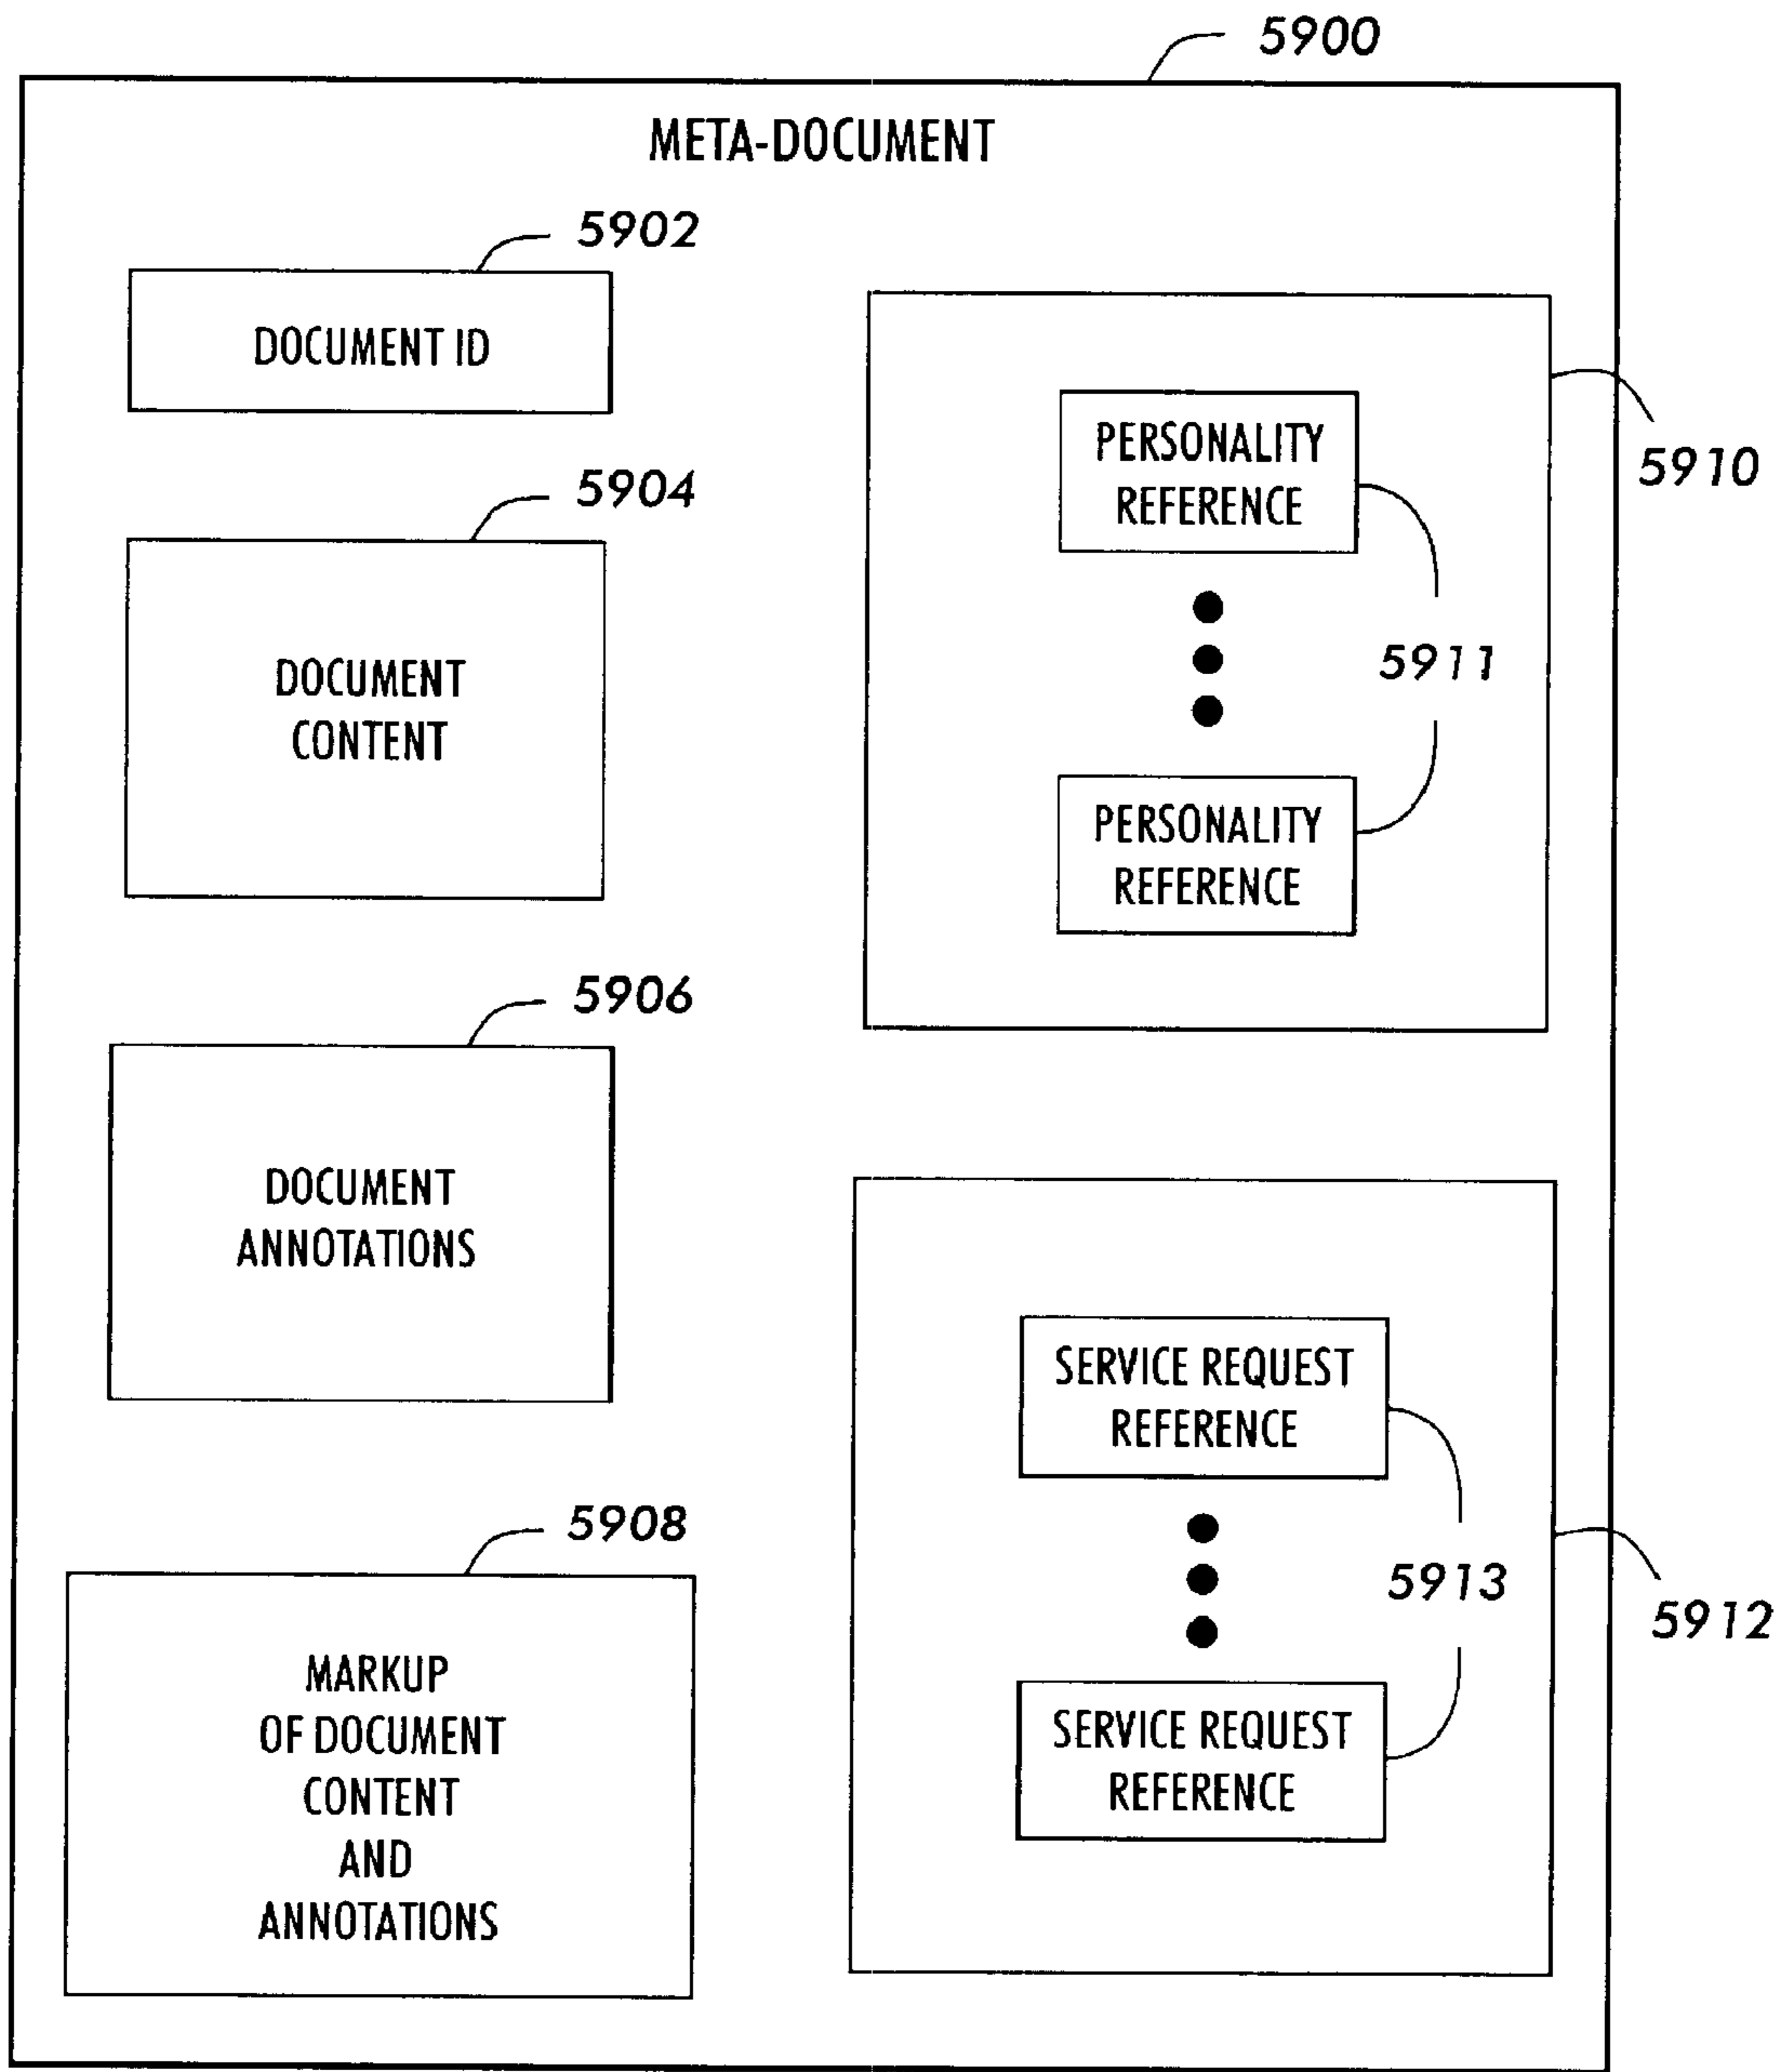 5900
META-DOCUMENT
5902
DOCUMENT ID
5904
DOCUMENT
CONTENT
5906
DOCUMENT
ANNOTATIONS
5908
MARKUP
OF DOCUMENT
CONTENT
AND
ANNOTATIONS
5910
PERSONALITY
REFERENCE
5911
PERSONALITY
REFERENCE
SERVICE REQUEST
REFERENCE
5913
5912
SERVICE REQUEST
REFERENCE